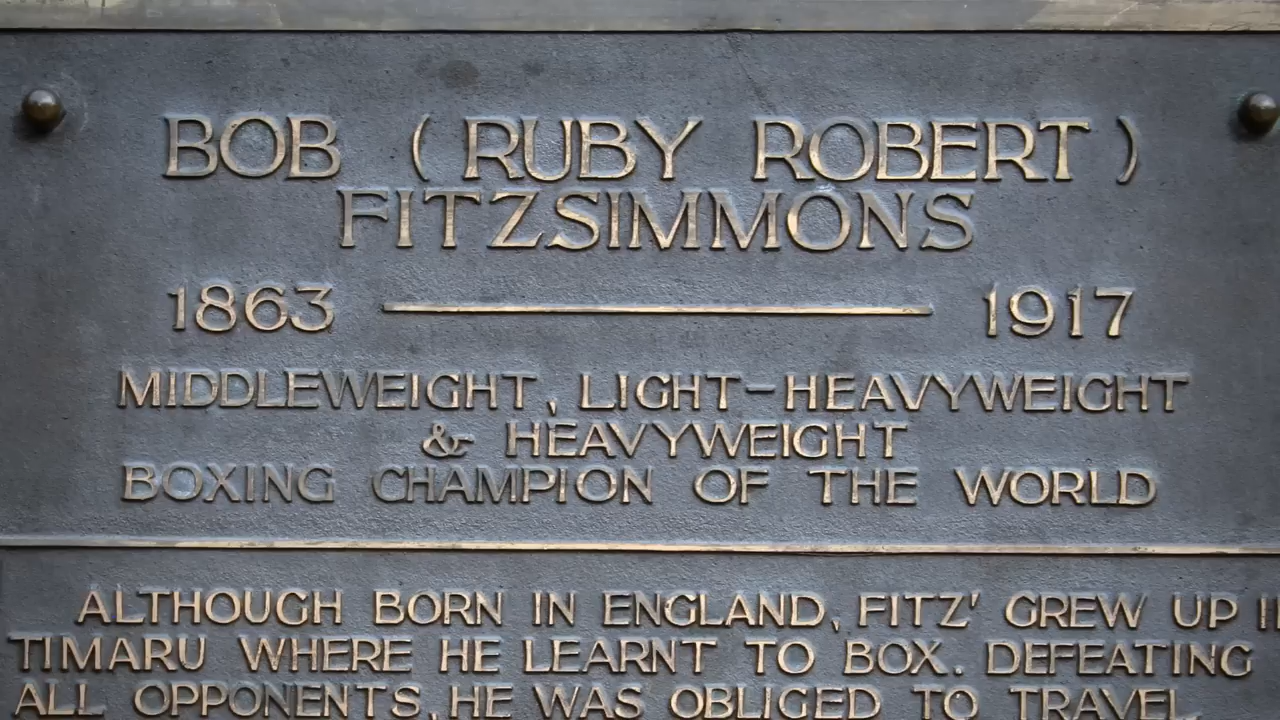 BOB (RUBY ROBERT)
FITZSIMMONS
1863 — 1917
MIDDLEWEIGHT, LIGHT-HEAVYWEIGHT
& HEAVYWEIGHT
BOXING CHAMPION OF THE WORLD
ALTHOUGH BORN IN ENGLAND, FITZ' GREW UP
TIMARU WHERE HE LEARNT TO BOX. DEFEATING
ALL OPPONENTS, HE WAS OBLIGED TO TRAVEL